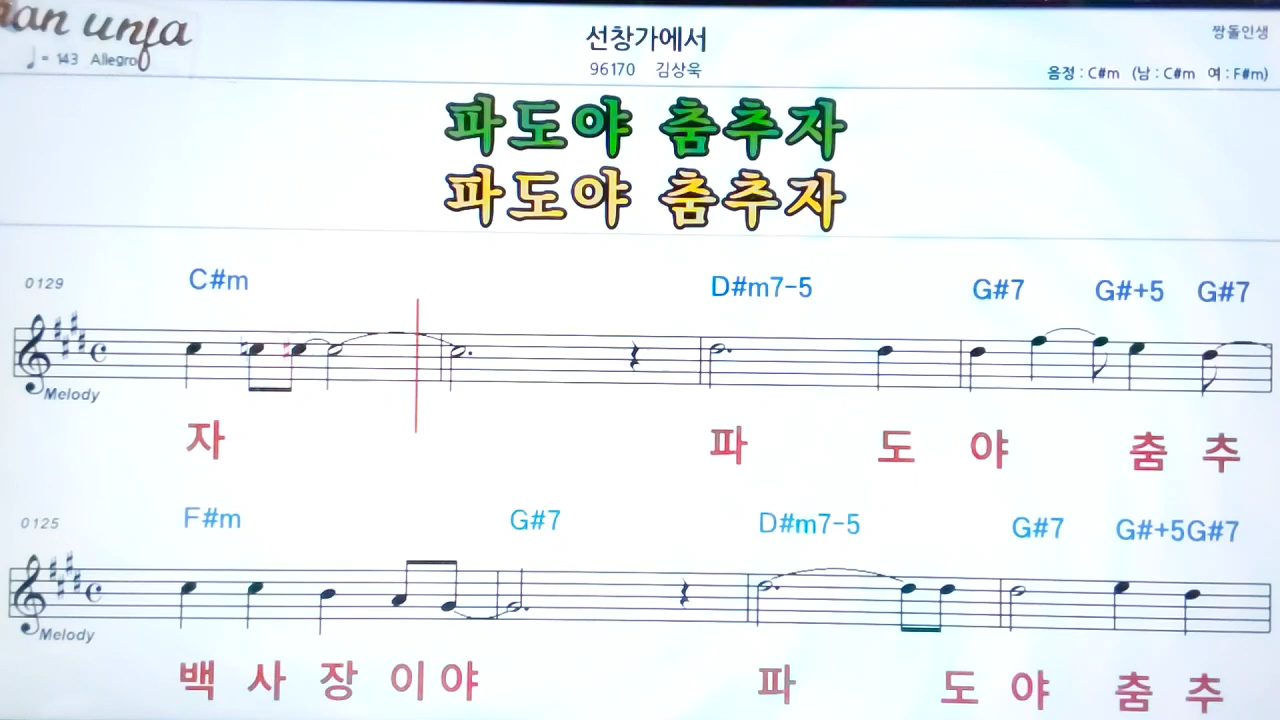 an unja
♩= 143 Allegro
선창가에서
96170 김상욱
짱돌인생
음정 : C#m (남 : C#m 여 : F#m)
파도야 춤추자
파도야 춤추자
0129
C#m D#m7-5 G#7 G#+5 G#7
Melody
자 파 도 야 춤 추
0125
F#m G#7 D#m7-5 G#7 G#+5G#7
Melody
백 사 장 이 야 파 도 야 춤 추